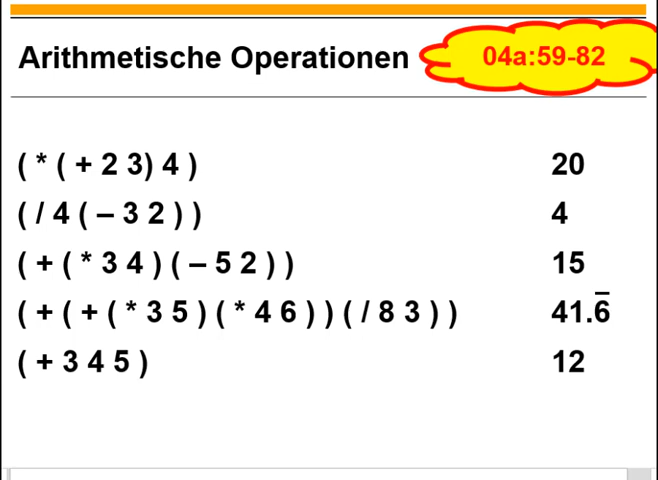 Arithmetische Operationen
04a:59-82
( * ( + 2 3) 4 ) 20
( / 4 ( – 3 2 ) ) 4
( + ( * 3 4 ) ( – 5 2 ) ) 15
( + ( + ( * 3 5 ) ( * 4 6 ) ) ( / 8 3 ) ) 41.6̅
( + 3 4 5 ) 12